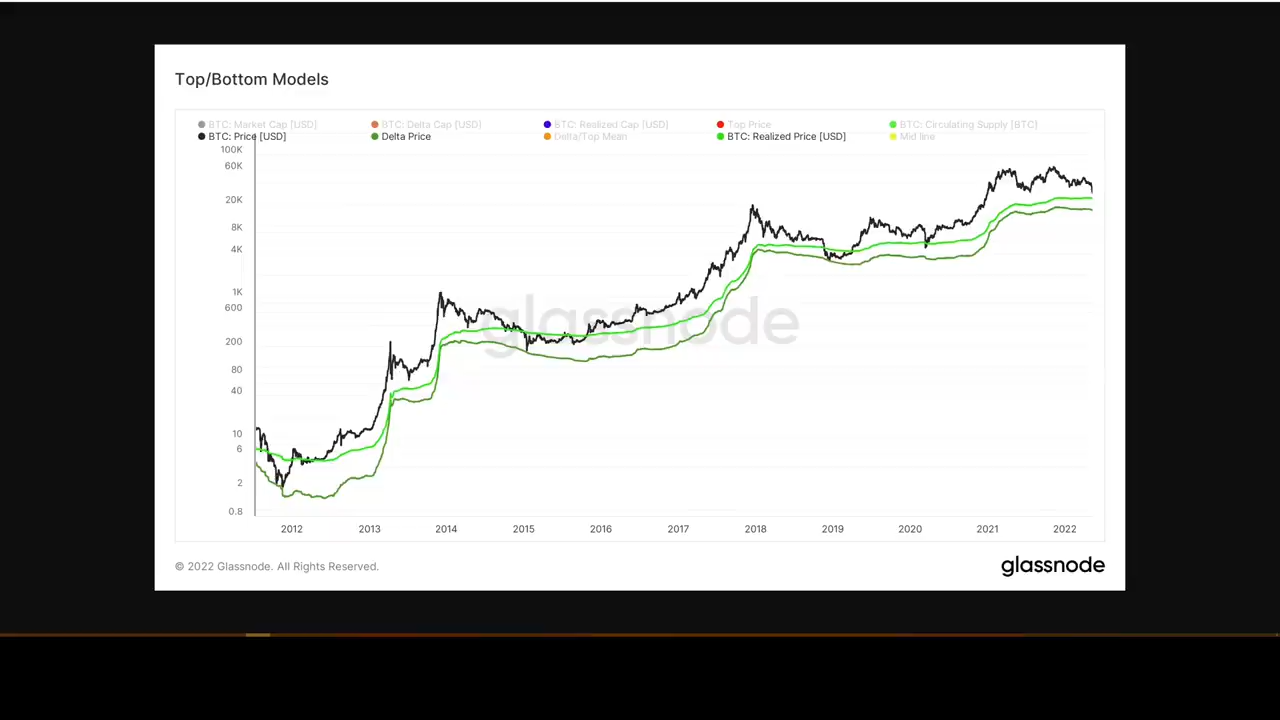 Top/Bottom Models
BTC: Market Cap [USD] BTC: Delta Cap [USD] BTC: Realized Cap [USD] Top Price BTC: Circulating Supply [BTC]
BTC: Price [USD] Delta Price Delta/Top Mean BTC: Realized Price [USD] Mid line
100K
60K
20K
8K
4K
1K
600
200
80
40
10
6
2
0.8
glassnode
2012 2013 2014 2015 2016 2017 2018 2019 2020 2021 2022
© 2022 Glassnode. All Rights Reserved.
glassnode